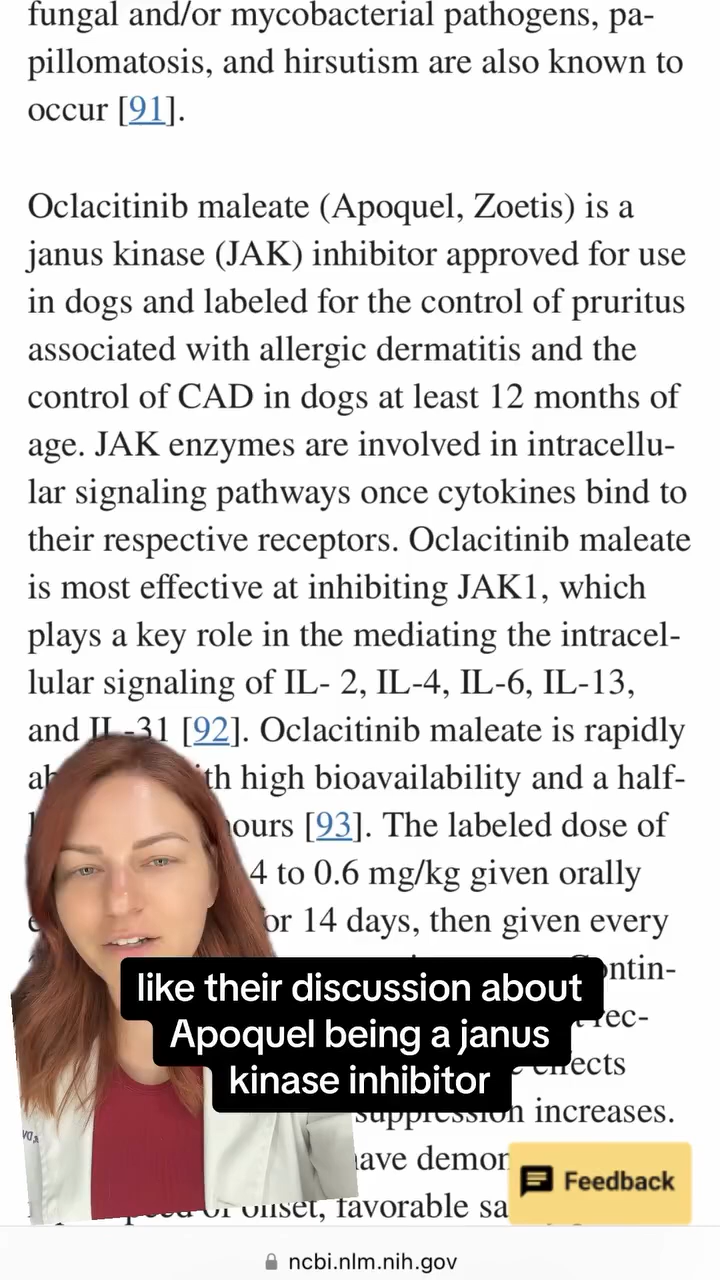 fungal and/or mycobacterial pathogens, pa-
pillomatosis, and hirsutism are also known to
occur [91].
Oclacitinib maleate (Apoquel, Zoetis) is a
janus kinase (JAK) inhibitor approved for use
in dogs and labeled for the control of pruritus
associated with allergic dermatitis and the
control of CAD in dogs at least 12 months of
age. JAK enzymes are involved in intracellu-
lar signaling pathways once cytokines bind to
their respective receptors. Oclacitinib maleate
is most effective at inhibiting JAK1, which
plays a key role in the mediating the intracel-
lular signaling of IL- 2, IL-4, IL-6, IL-13,
and IL-31 [92]. Oclacitinib maleate is rapidly
high bioavailability and a half-
[93]. The labeled dose of
4 to 0.6 mg/kg given orally
for 14 days, then given every
like their discussion about
Apoquel being a janus
kinase inhibitor
suppression increases.
Feedback
onset, favorable
ncbi.nlm.nih.gov